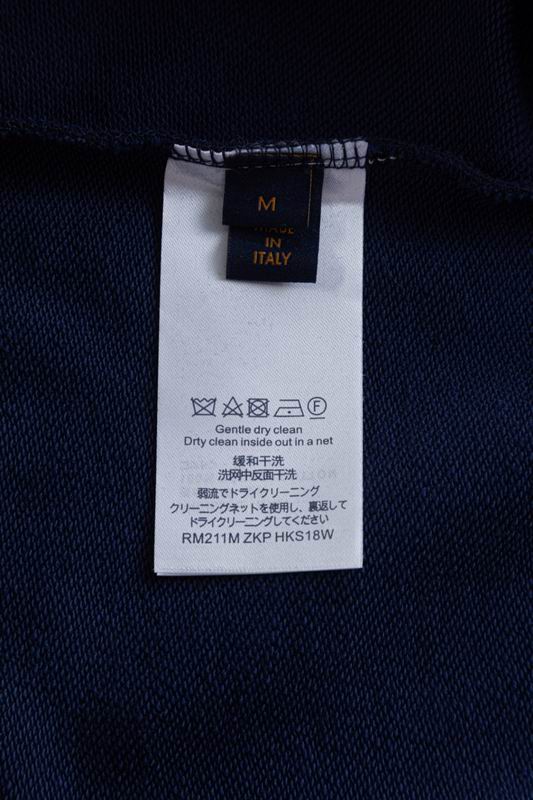 M
MADE
IN
ITALY
F
Gentle dry clean
Drty clean inside out in a net
缓和干洗
洗网中反面干洗
弱流でドライクリーニング
クリーニングネットを使用し、裏返して
ドライクリーニングしてください
RM211M ZKP HKS18W